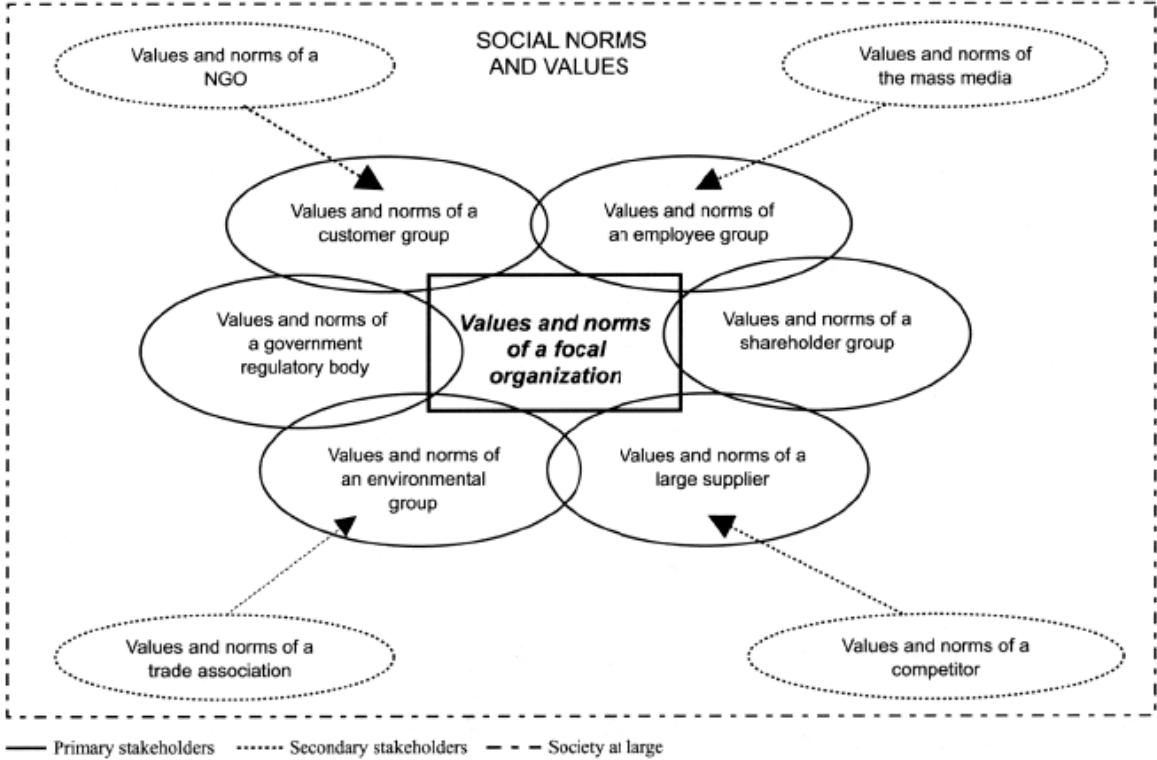 SOCIAL NORMS
AND VALUES
Values and norms of a
NGO
Values and norms of
the mass media
Values and norms of a
customer group
Values and norms of
an employee group
Values and norms of
a government
regulatory body
Values and norms
of a focal
organization
Values and norms of a
shareholder group
Values and norms of
an environmental
group
Values and norms of a
large supplier
Values and norms of a
trade association
Values and norms of a
competitor
Primary stakeholders Secondary stakeholders Society at large